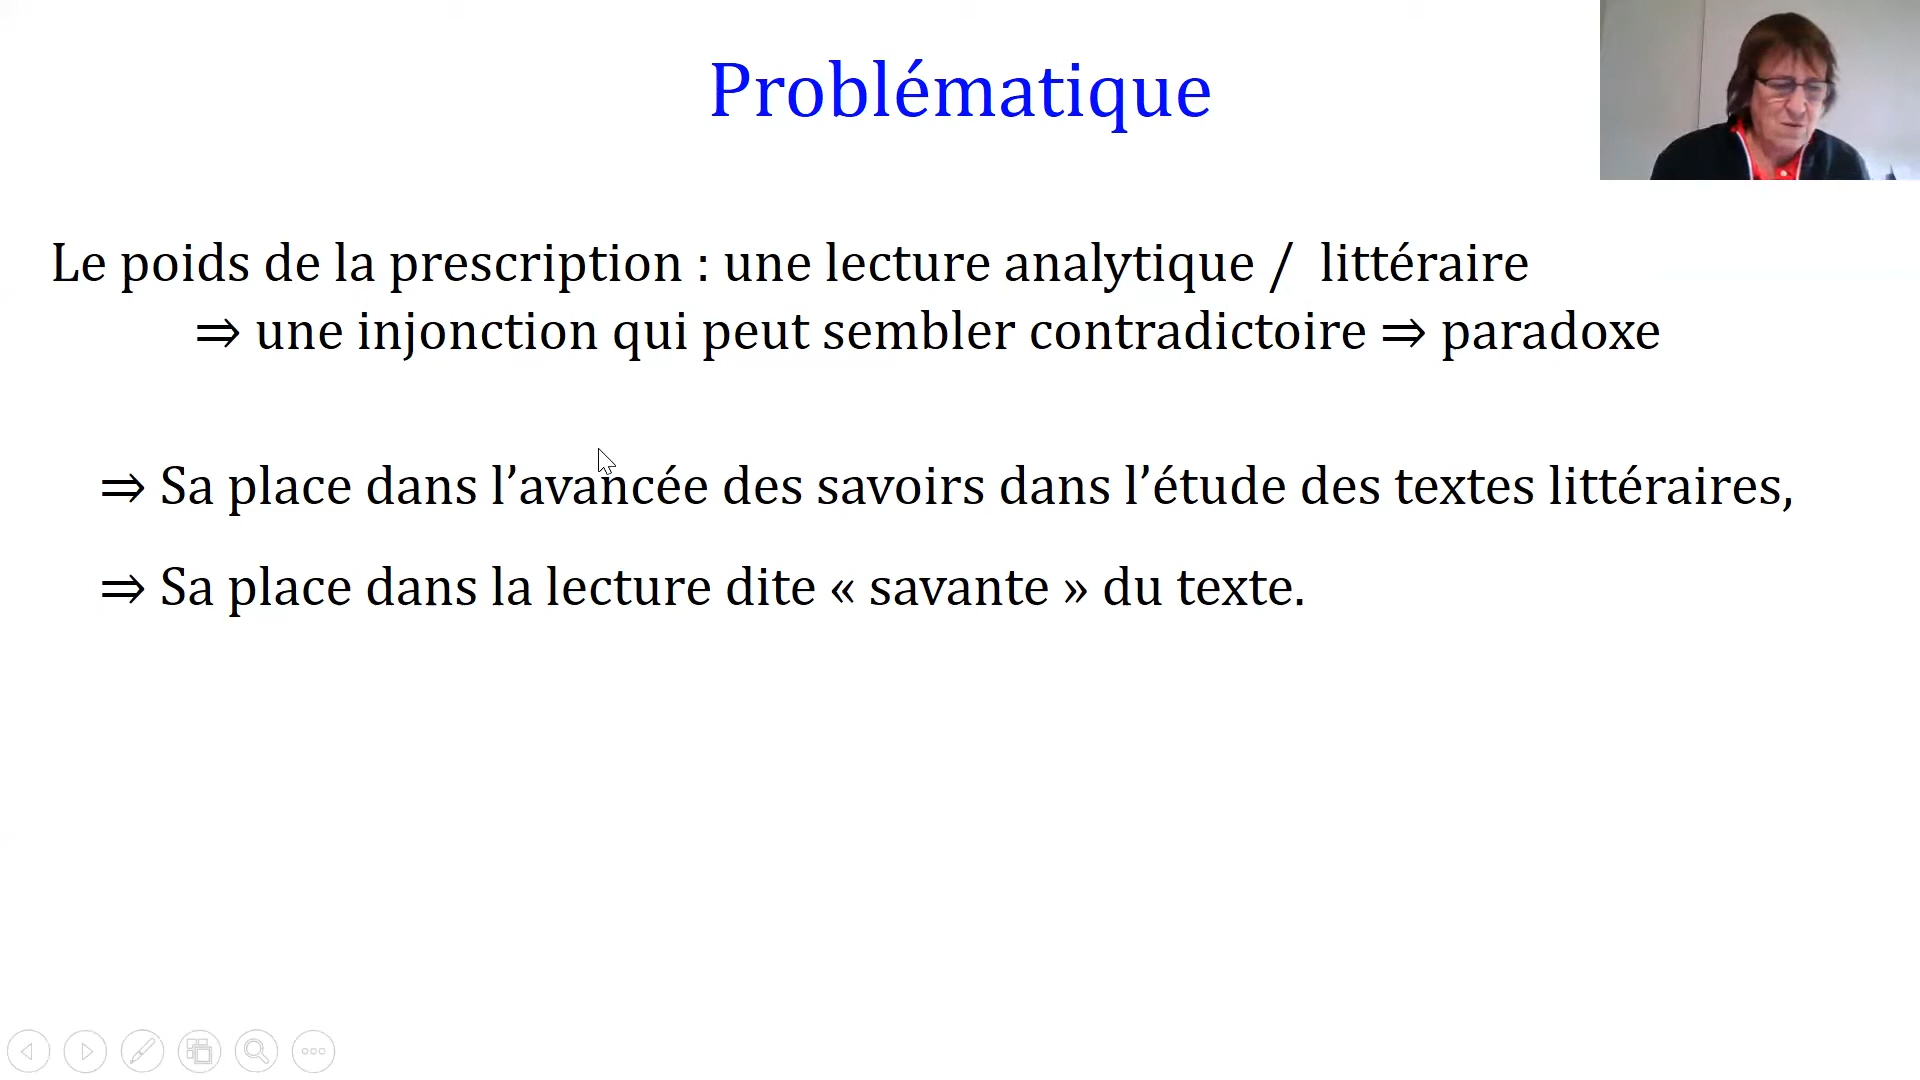 Problématique
Le poids de la prescription : une lecture analytique / littéraire
⇒ une injonction qui peut sembler contradictoire ⇒ paradoxe
⇒ Sa place dans l’avancée des savoirs dans l’étude des textes littéraires,
⇒ Sa place dans la lecture dite « savante » du texte.